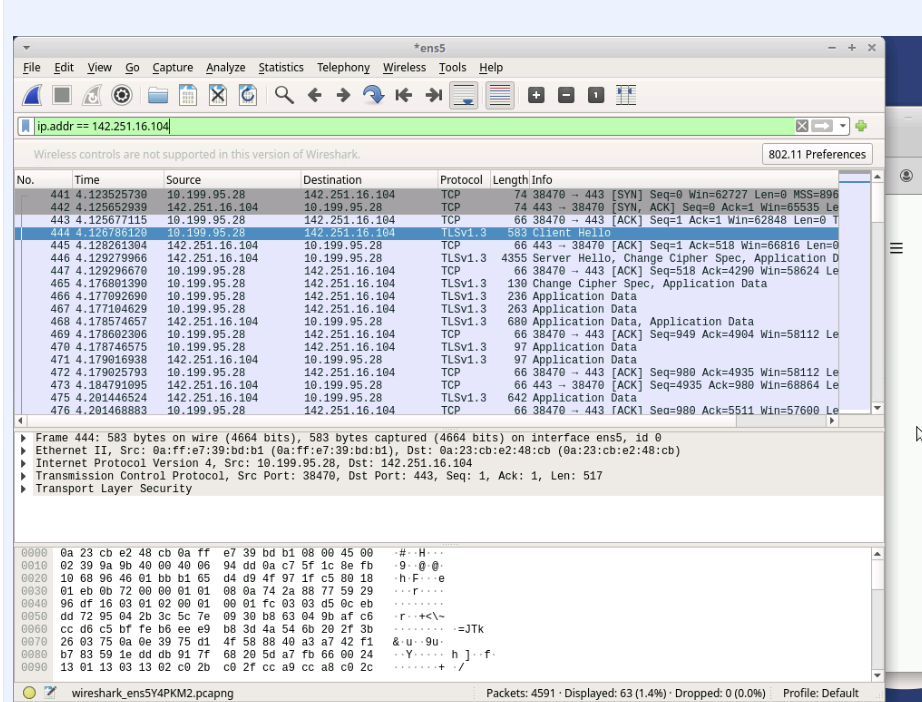 *ens5
File Edit View Go Capture Analyze Statistics Telephony Wireless Tools Help
ip.addr == 142.251.16.104
Wireless controls are not supported in this version of Wireshark. 802.11 Preferences
No. Time Source Destination Protocol Length Info
441 4.123525730 10.199.95.28 142.251.16.104 TCP 74 38470 → 443 [SYN] Seq=0 Win=62727 Len=0 MSS=896
442 4.125652939 142.251.16.104 10.199.95.28 TCP 74 443 → 38470 [SYN, ACK] Seq=0 Ack=1 Win=65535 Le
443 4.125677115 10.199.95.28 142.251.16.104 TCP 66 38470 → 443 [ACK] Seq=1 Ack=1 Win=62848 Len=0 T
444 4.126786120 10.199.95.28 142.251.16.104 TLSv1.3 583 Client Hello
445 4.128261304 142.251.16.104 10.199.95.28 TCP 66 443 → 38470 [ACK] Seq=1 Ack=518 Win=66816 Len=0
446 4.129279966 142.251.16.104 10.199.95.28 TLSv1.3 4355 Server Hello, Change Cipher Spec, Application D
447 4.129296670 10.199.95.28 142.251.16.104 TCP 66 38470 → 443 [ACK] Seq=518 Ack=4290 Win=58624 Le
465 4.176801390 10.199.95.28 142.251.16.104 TLSv1.3 130 Change Cipher Spec, Application Data
466 4.177092690 10.199.95.28 142.251.16.104 TLSv1.3 236 Application Data
467 4.177104629 10.199.95.28 142.251.16.104 TLSv1.3 263 Application Data
468 4.178574657 142.251.16.104 10.199.95.28 TLSv1.3 680 Application Data, Application Data
469 4.178602306 10.199.95.28 142.251.16.104 TCP 66 38470 → 443 [ACK] Seq=949 Ack=4904 Win=58112 Le
470 4.178746575 10.199.95.28 142.251.16.104 TLSv1.3 97 Application Data
471 4.179016938 142.251.16.104 10.199.95.28 TLSv1.3 97 Application Data
472 4.179025793 10.199.95.28 142.251.16.104 TCP 66 38470 → 443 [ACK] Seq=980 Ack=4935 Win=58112 Le
473 4.184791095 142.251.16.104 10.199.95.28 TCP 66 443 → 38470 [ACK] Seq=4935 Ack=980 Win=68864 Le
475 4.201446524 142.251.16.104 10.199.95.28 TLSv1.3 642 Application Data
476 4.201468883 10.199.95.28 142.251.16.104 TCP 66 38470 → 443 [ACK] Seq=980 Ack=5511 Win=57600 Le
Frame 444: 583 bytes on wire (4664 bits), 583 bytes captured (4664 bits) on interface ens5, id 0
Ethernet II, Src: 0a:ff:e7:39:bd:b1 (0a:ff:e7:39:bd:b1), Dst: 0a:23:cb:e2:48:cb (0a:23:cb:e2:48:cb)
Internet Protocol Version 4, Src: 10.199.95.28, Dst: 142.251.16.104
Transmission Control Protocol, Src Port: 38470, Dst Port: 443, Seq: 1, Ack: 1, Len: 517
Transport Layer Security
0000 0a 23 cb e2 48 cb 0a ff e7 39 bd b1 08 00 45 00 ·#··H···
0010 02 39 9a 9b 40 00 40 06 94 dd 0a c7 5f 1c 8e fb ·9··@·@·
0020 10 68 96 46 01 bb b1 65 d4 d9 4f 97 1f c5 80 18 ·h·F···e
0030 01 eb 0b 72 00 00 01 01 08 0a 74 2a 88 77 59 29 ···r····
0040 96 df 16 03 01 02 00 01 00 01 fc 03 03 d5 0c eb ········
0050 dd 72 95 04 2b 3c 5c 7e 09 30 b8 63 04 9b af c6 ·r··+<\~
0060 cc d6 c5 bf fe b6 ee e9 b8 3d 4a 54 6b 20 2f 3b ········ ·=JTk
0070 26 03 75 0a 0e 39 75 d1 4f 58 88 40 a3 a7 42 f1 &·u··9u·
0080 b7 83 59 1e dd db 91 7f 68 20 5d a7 fb 66 00 24 ··Y····· h ]··f·
0090 13 01 13 03 13 02 c0 2b c0 2f cc a9 cc a8 c0 2c ·······+ ·/
wireshark_ens5Y4PKM2.pcapng Packets: 4591 · Displayed: 63 (1.4%) · Dropped: 0 (0.0%) Profile: Default